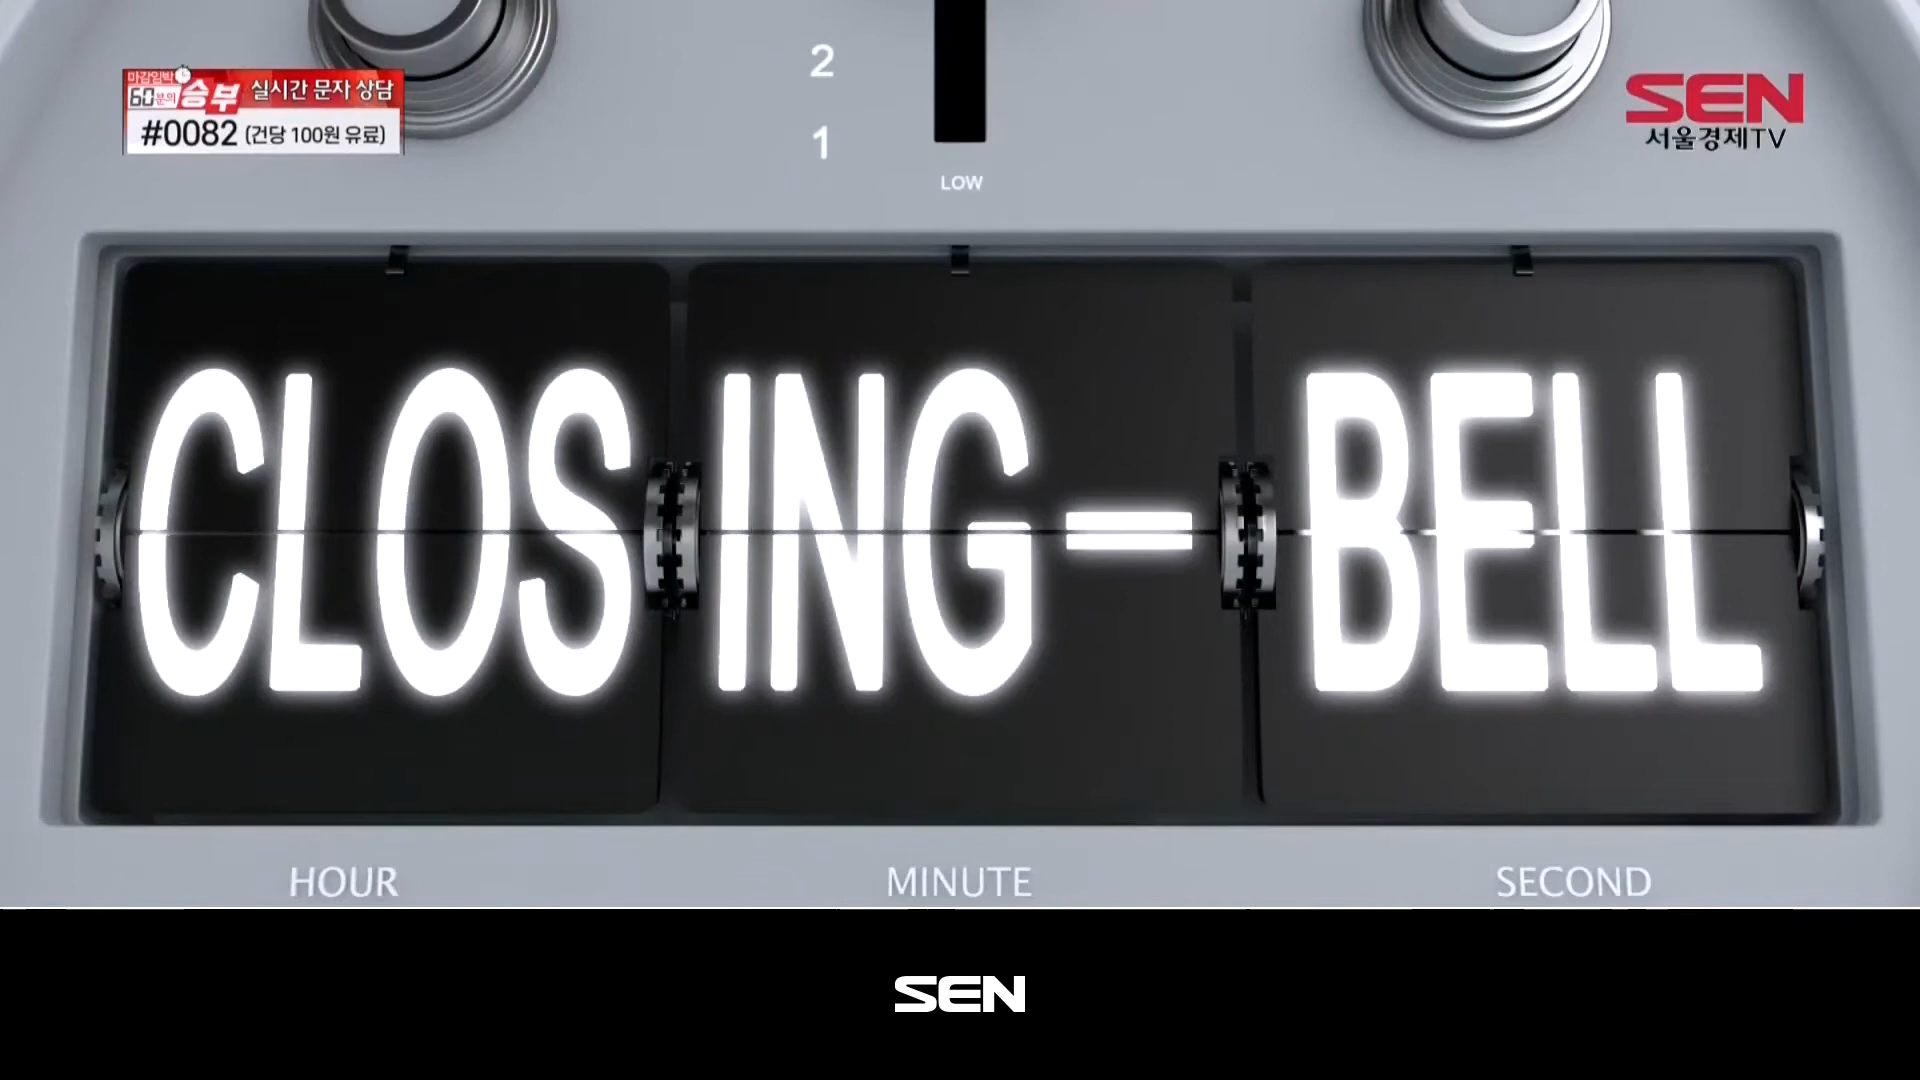 마감임박
60분의 승부 실시간 문자 상담
#0082 (건당 100원 유료)
2
1
LOW
SEN
서울경제TV
CLOSING-BELL
HOUR MINUTE SECOND
SEN